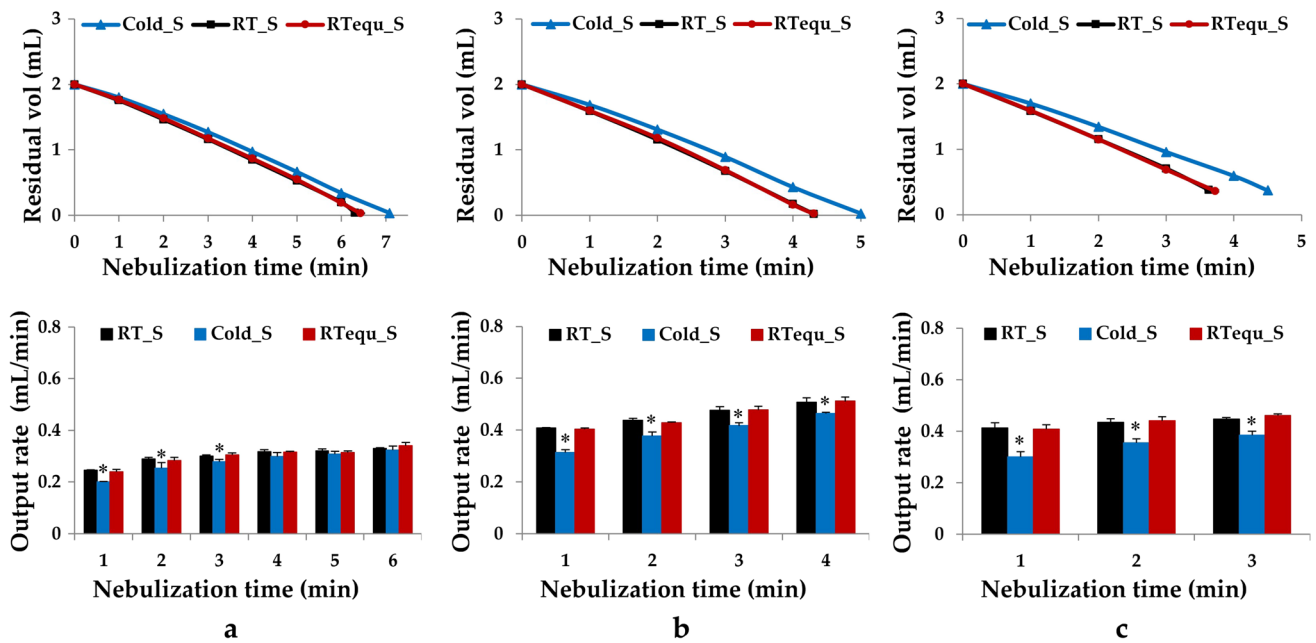 Cold_S RT_S RTequ_S
Residual vol (mL)
3
2
1
0
0 1 2 3 4 5 6 7
Nebulization time (min)
Cold_S RT_S RTequ_S
Residual vol (mL)
3
2
1
0
0 1 2 3 4 5
Nebulization time (min)
Cold_S RT_S RTequ_S
Residual vol (mL)
3
2
1
0
0 1 2 3 4 5
Nebulization time (min)
RT_S Cold_S RTequ_S
Output rate (mL/min)
0.8
0.6
0.4
0.2
0
* * *
1 2 3 4 5 6
Nebulization time (min)
a
RT_S Cold_S RTequ_S
Output rate (mL/min)
0.8
0.6
0.4
0.2
0
* * * *
1 2 3 4
Nebulization time (min)
b
RT_S Cold_S RTequ_S
Output rate (mL/min)
0.8
0.6
0.4
0.2
0
* * *
1 2 3
Nebulization time (min)
c